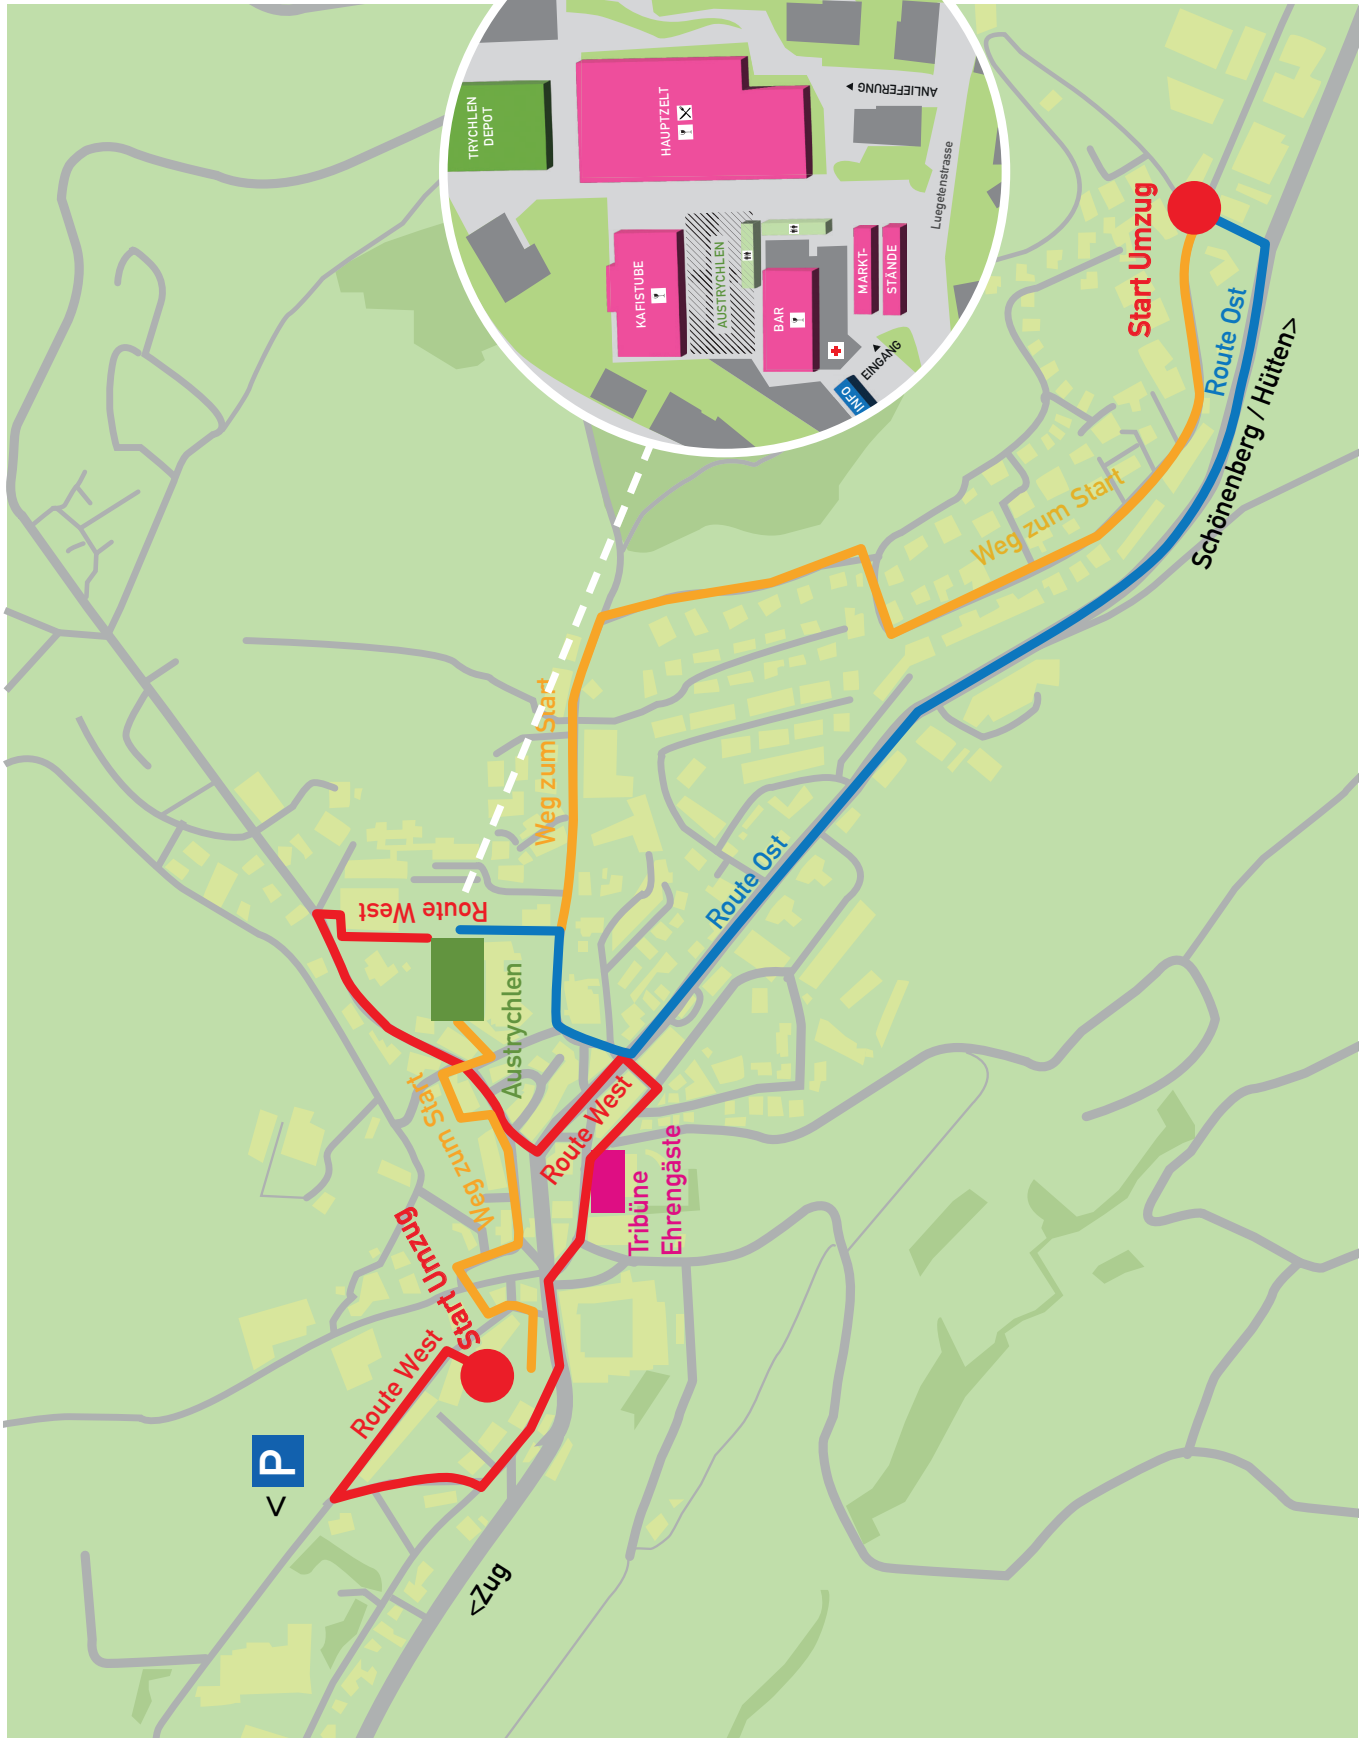 TRYCHLEN
DEPOT
HAUPTZELT
ANLIEFERUNG
Luegetenstrasse
KAFISTUBE
AUSTRYCHLEN
BAR
MARKT-
STÄNDE
EINGANG
INFO
Start Umzug
Route Ost
Schönenberg / Hütten>
Weg zum Start
Weg zum Start
Route Ost
Route West
Austrychlen
Weg zum Start
Route West
Tribüne
Ehrengäste
Start Umzug
Route West
< P
<Zug